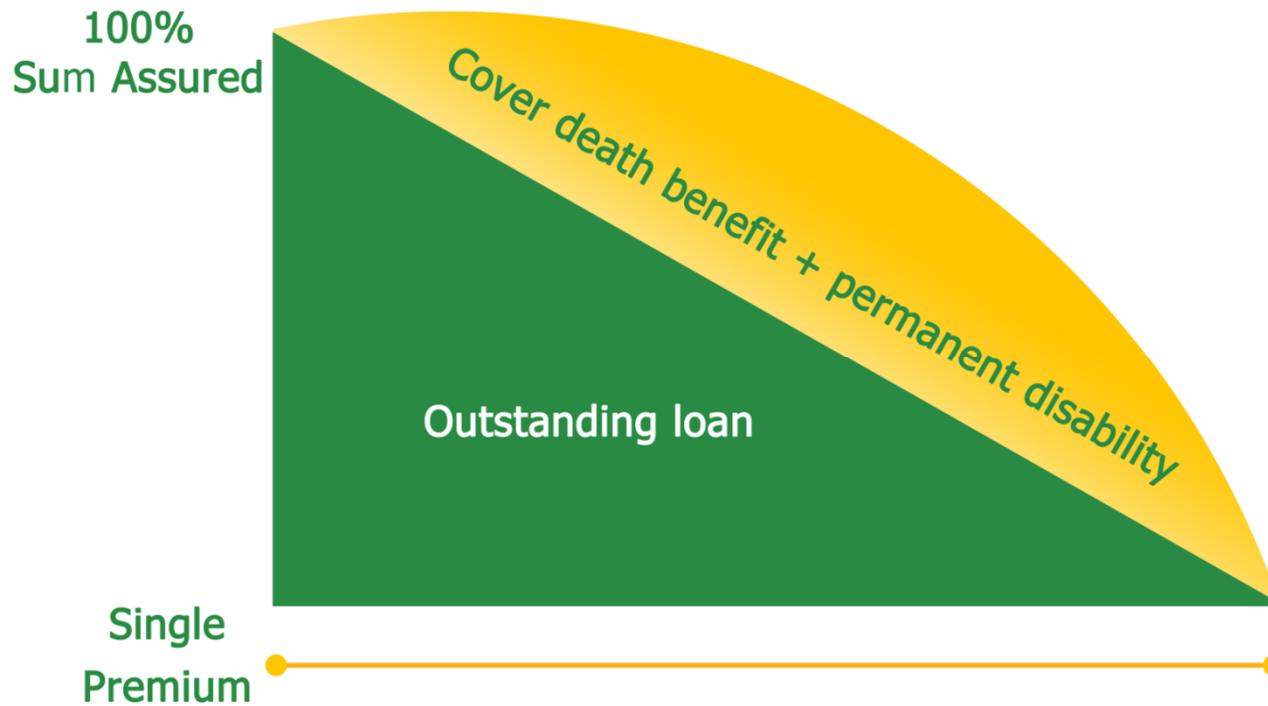 100%
Sum Assured
Cover death benefit + permanent disability
Outstanding loan
Single
Premium